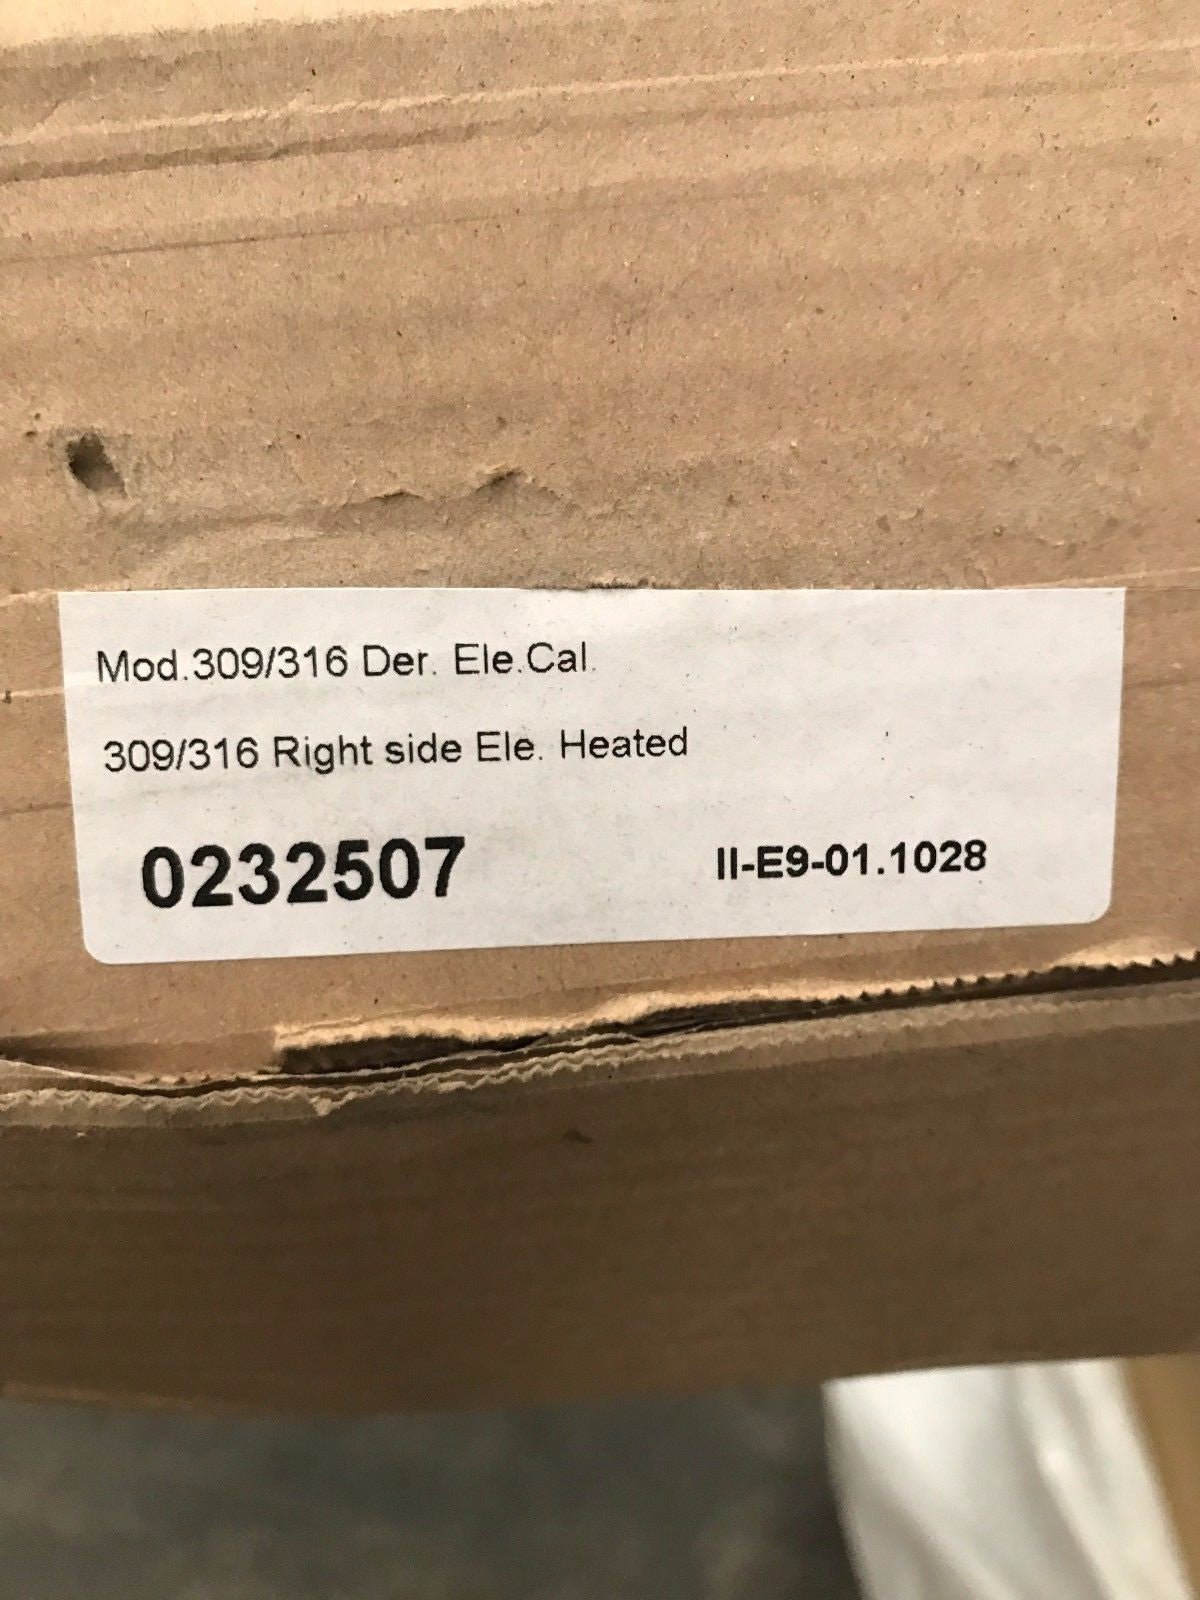 Mod.309/316 Der. Ele.Cal.
309/316 Right side Ele. Heated
0232507 II-E9-01.1028